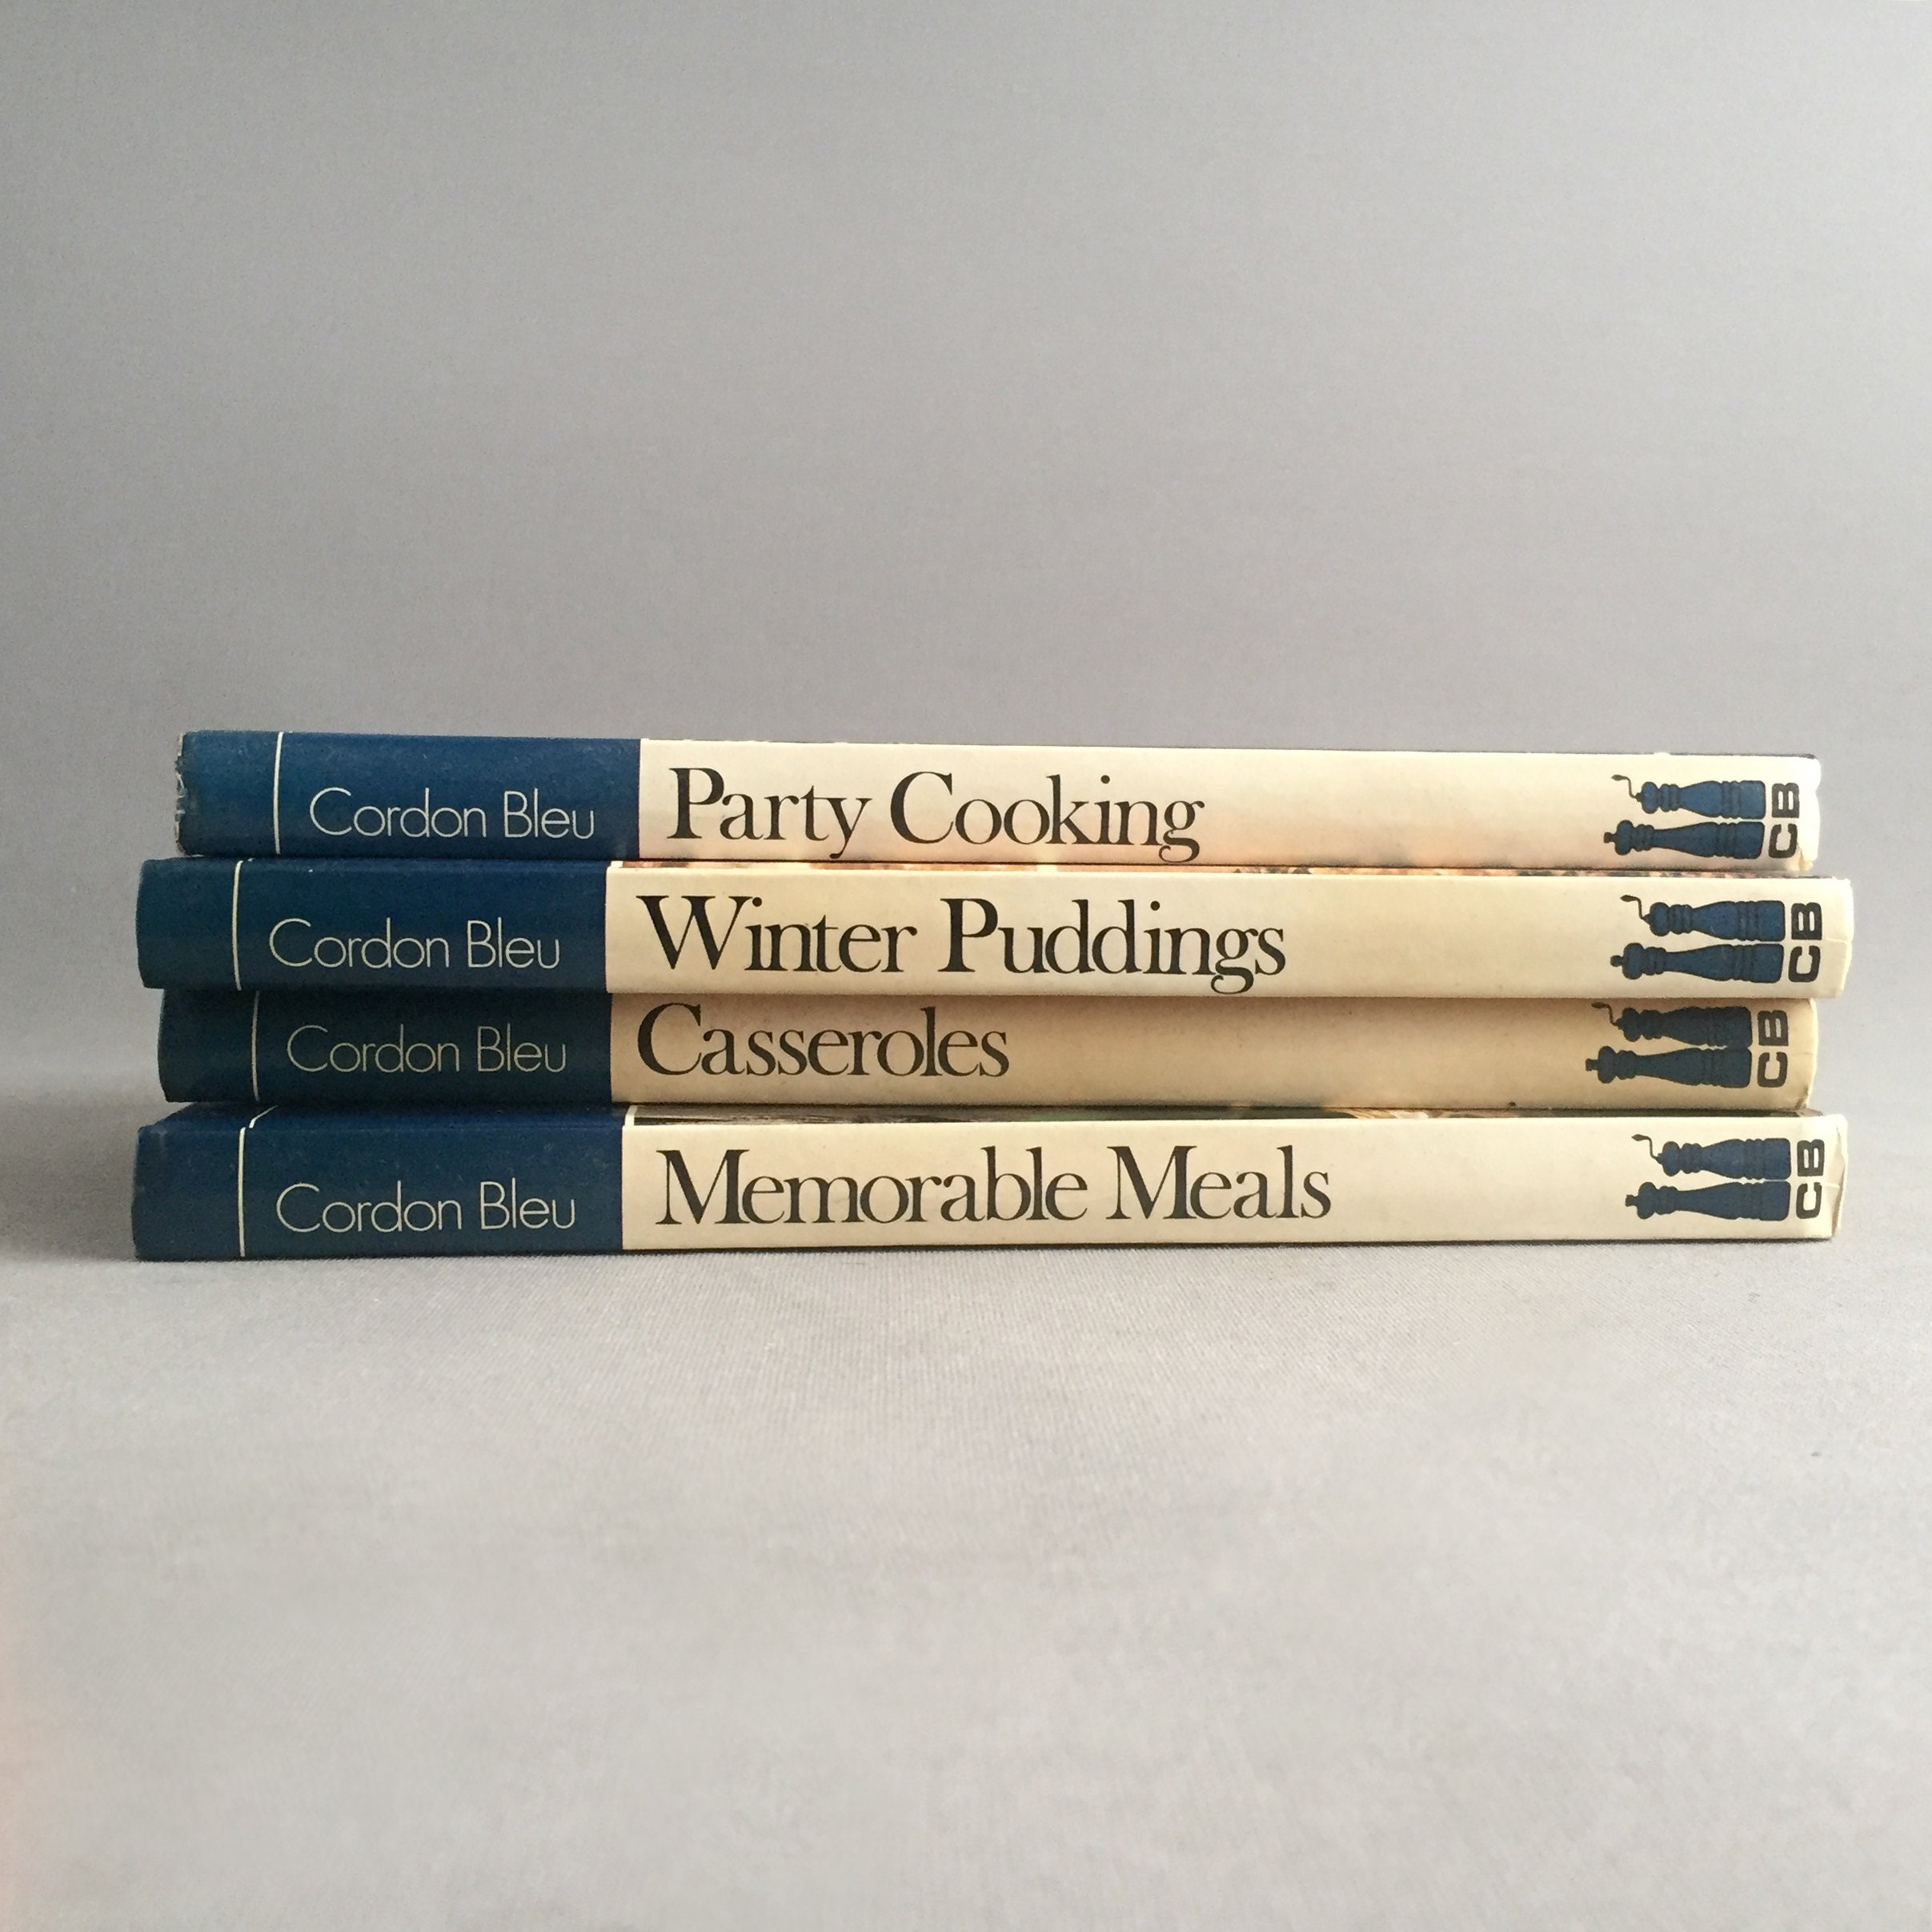 Cordon Bleu Party Cooking CB
Cordon Bleu Winter Puddings CB
Cordon Bleu Casseroles CB
Cordon Bleu Memorable Meals CB